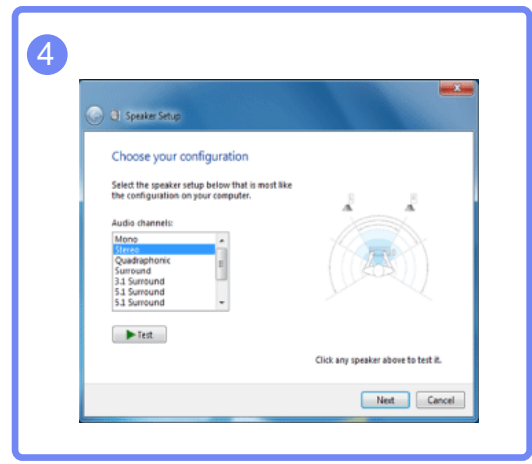 4
Speaker Setup
Choose your configuration
Select the speaker setup below that is most like
the configuration on your computer.
Audio channels:
Mono
Stereo
Quadraphonic
Surround
3.1 Surround
5.1 Surround
5.1 Surround
Test
Click any speaker above to test it.
Next
Cancel